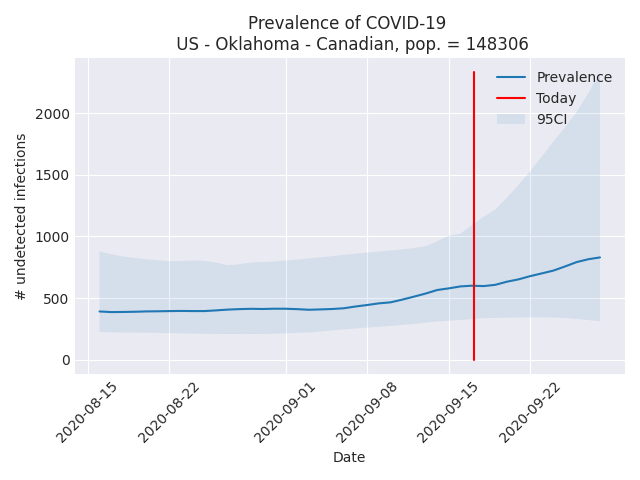 Prevalence of COVID-19
US - Oklahoma - Canadian, pop. = 148306
Prevalence
Today
95CI
2000
1500
1000
500
0
# undetected infections
2020-08-15
2020-08-22
2020-09-01
2020-09-08
2020-09-15
2020-09-22
Date